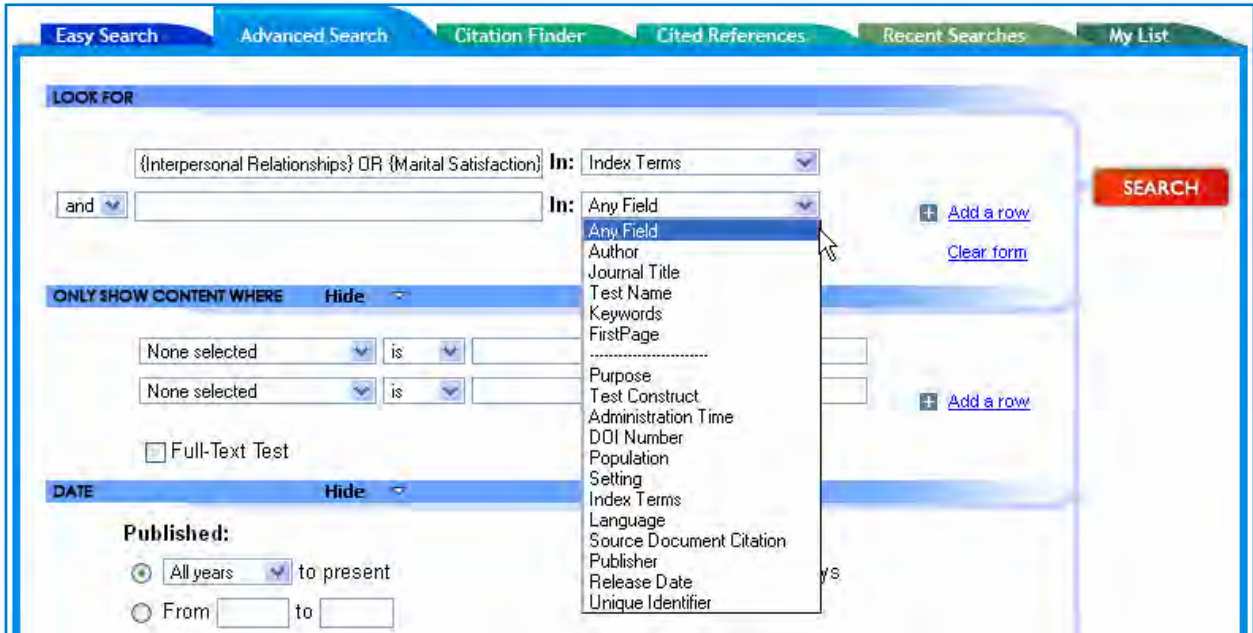 Easy Search Advanced Search Citation Finder Cited References Recent Searches My List
LOOK FOR
{Interpersonal Relationships} OR {Marital Satisfaction} In: Index Terms
SEARCH
and In: Any Field Add a row
Any Field
Author
Clear form
Journal Title
Test Name
Keywords
FirstPage
-------------------------
Purpose
Test Construct
Administration Time
DOI Number
Population
Setting
Index Terms
Language
Source Document Citation
Publisher
Release Date
Unique Identifier
ONLY SHOW CONTENT WHERE Hide
None selected is
None selected is Add a row
Full-Text Test
DATE Hide
Published:
All years to present
From to